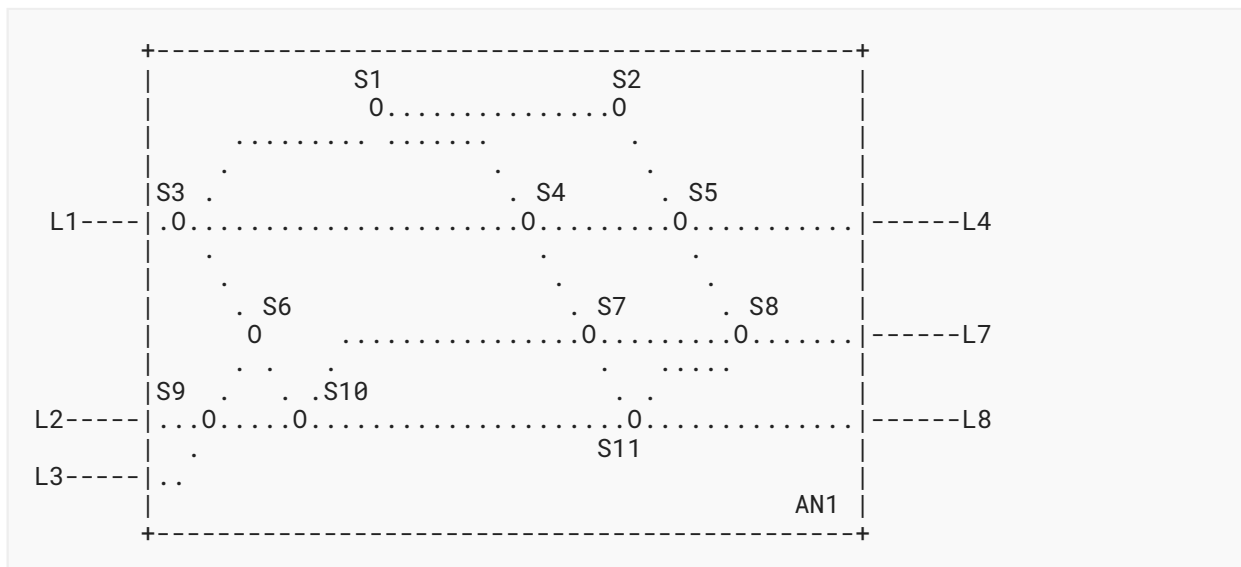 +----------------------------------------------+
|             S1               S2              |
|              O...............O               |
|     ......... .......         .              |
|    .                 .         .             |
|S3 .                   . S4      . S5         |
L1----|.O......................O.........O...........|------L4
|   .                     .         .          |
|    .                     .         .         |
|     . S6                  . S7      . S8     |
|      O     ................O.........O.......|------L7
|     . .   .                 .   .....        |
|S9  .   . .S10                . .             |
L2-----|...O.....O.....................O..............|------L8
|  .                          S11              |
L3-----|..                                            |
|                                         AN1  |
+----------------------------------------------+